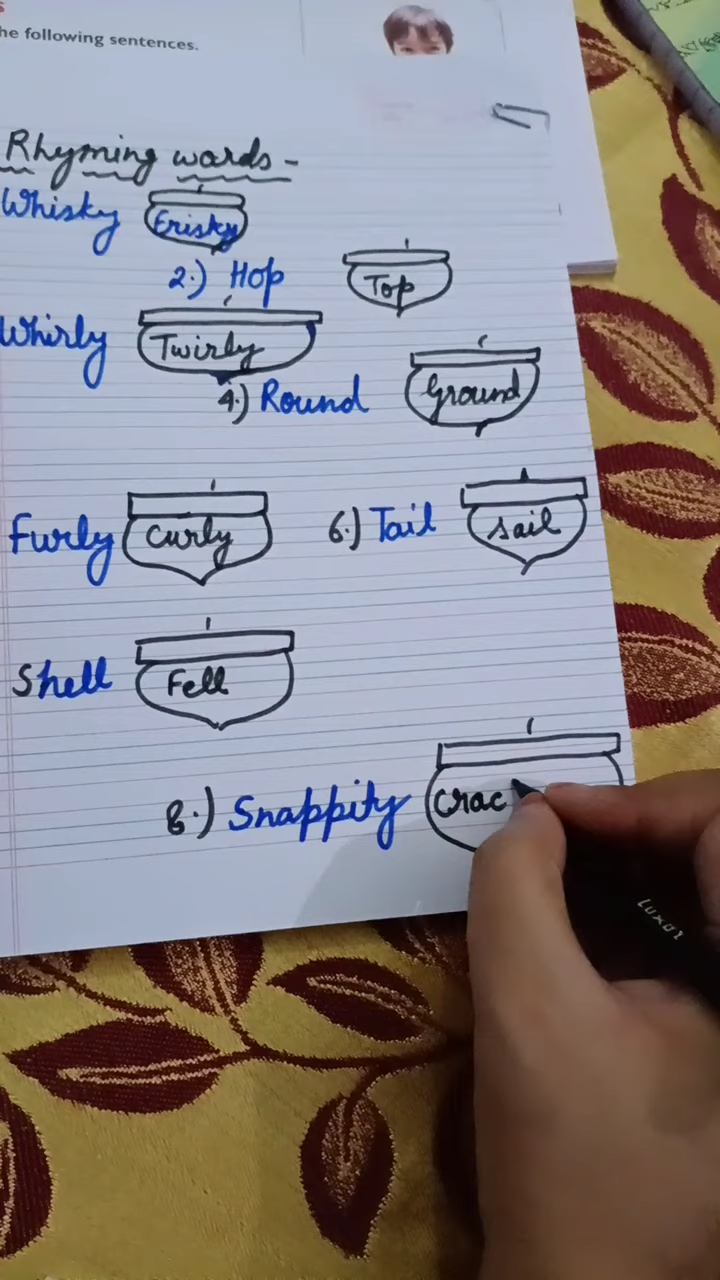 he following sentences.
Rhyming words -
Whisky Frisky
2.) Hop Top
Whirly Twirly
4.) Round Ground
Furly Curly 6.) Tail Sail
Shell Fell
8.) Snappity Crac
LUXOR